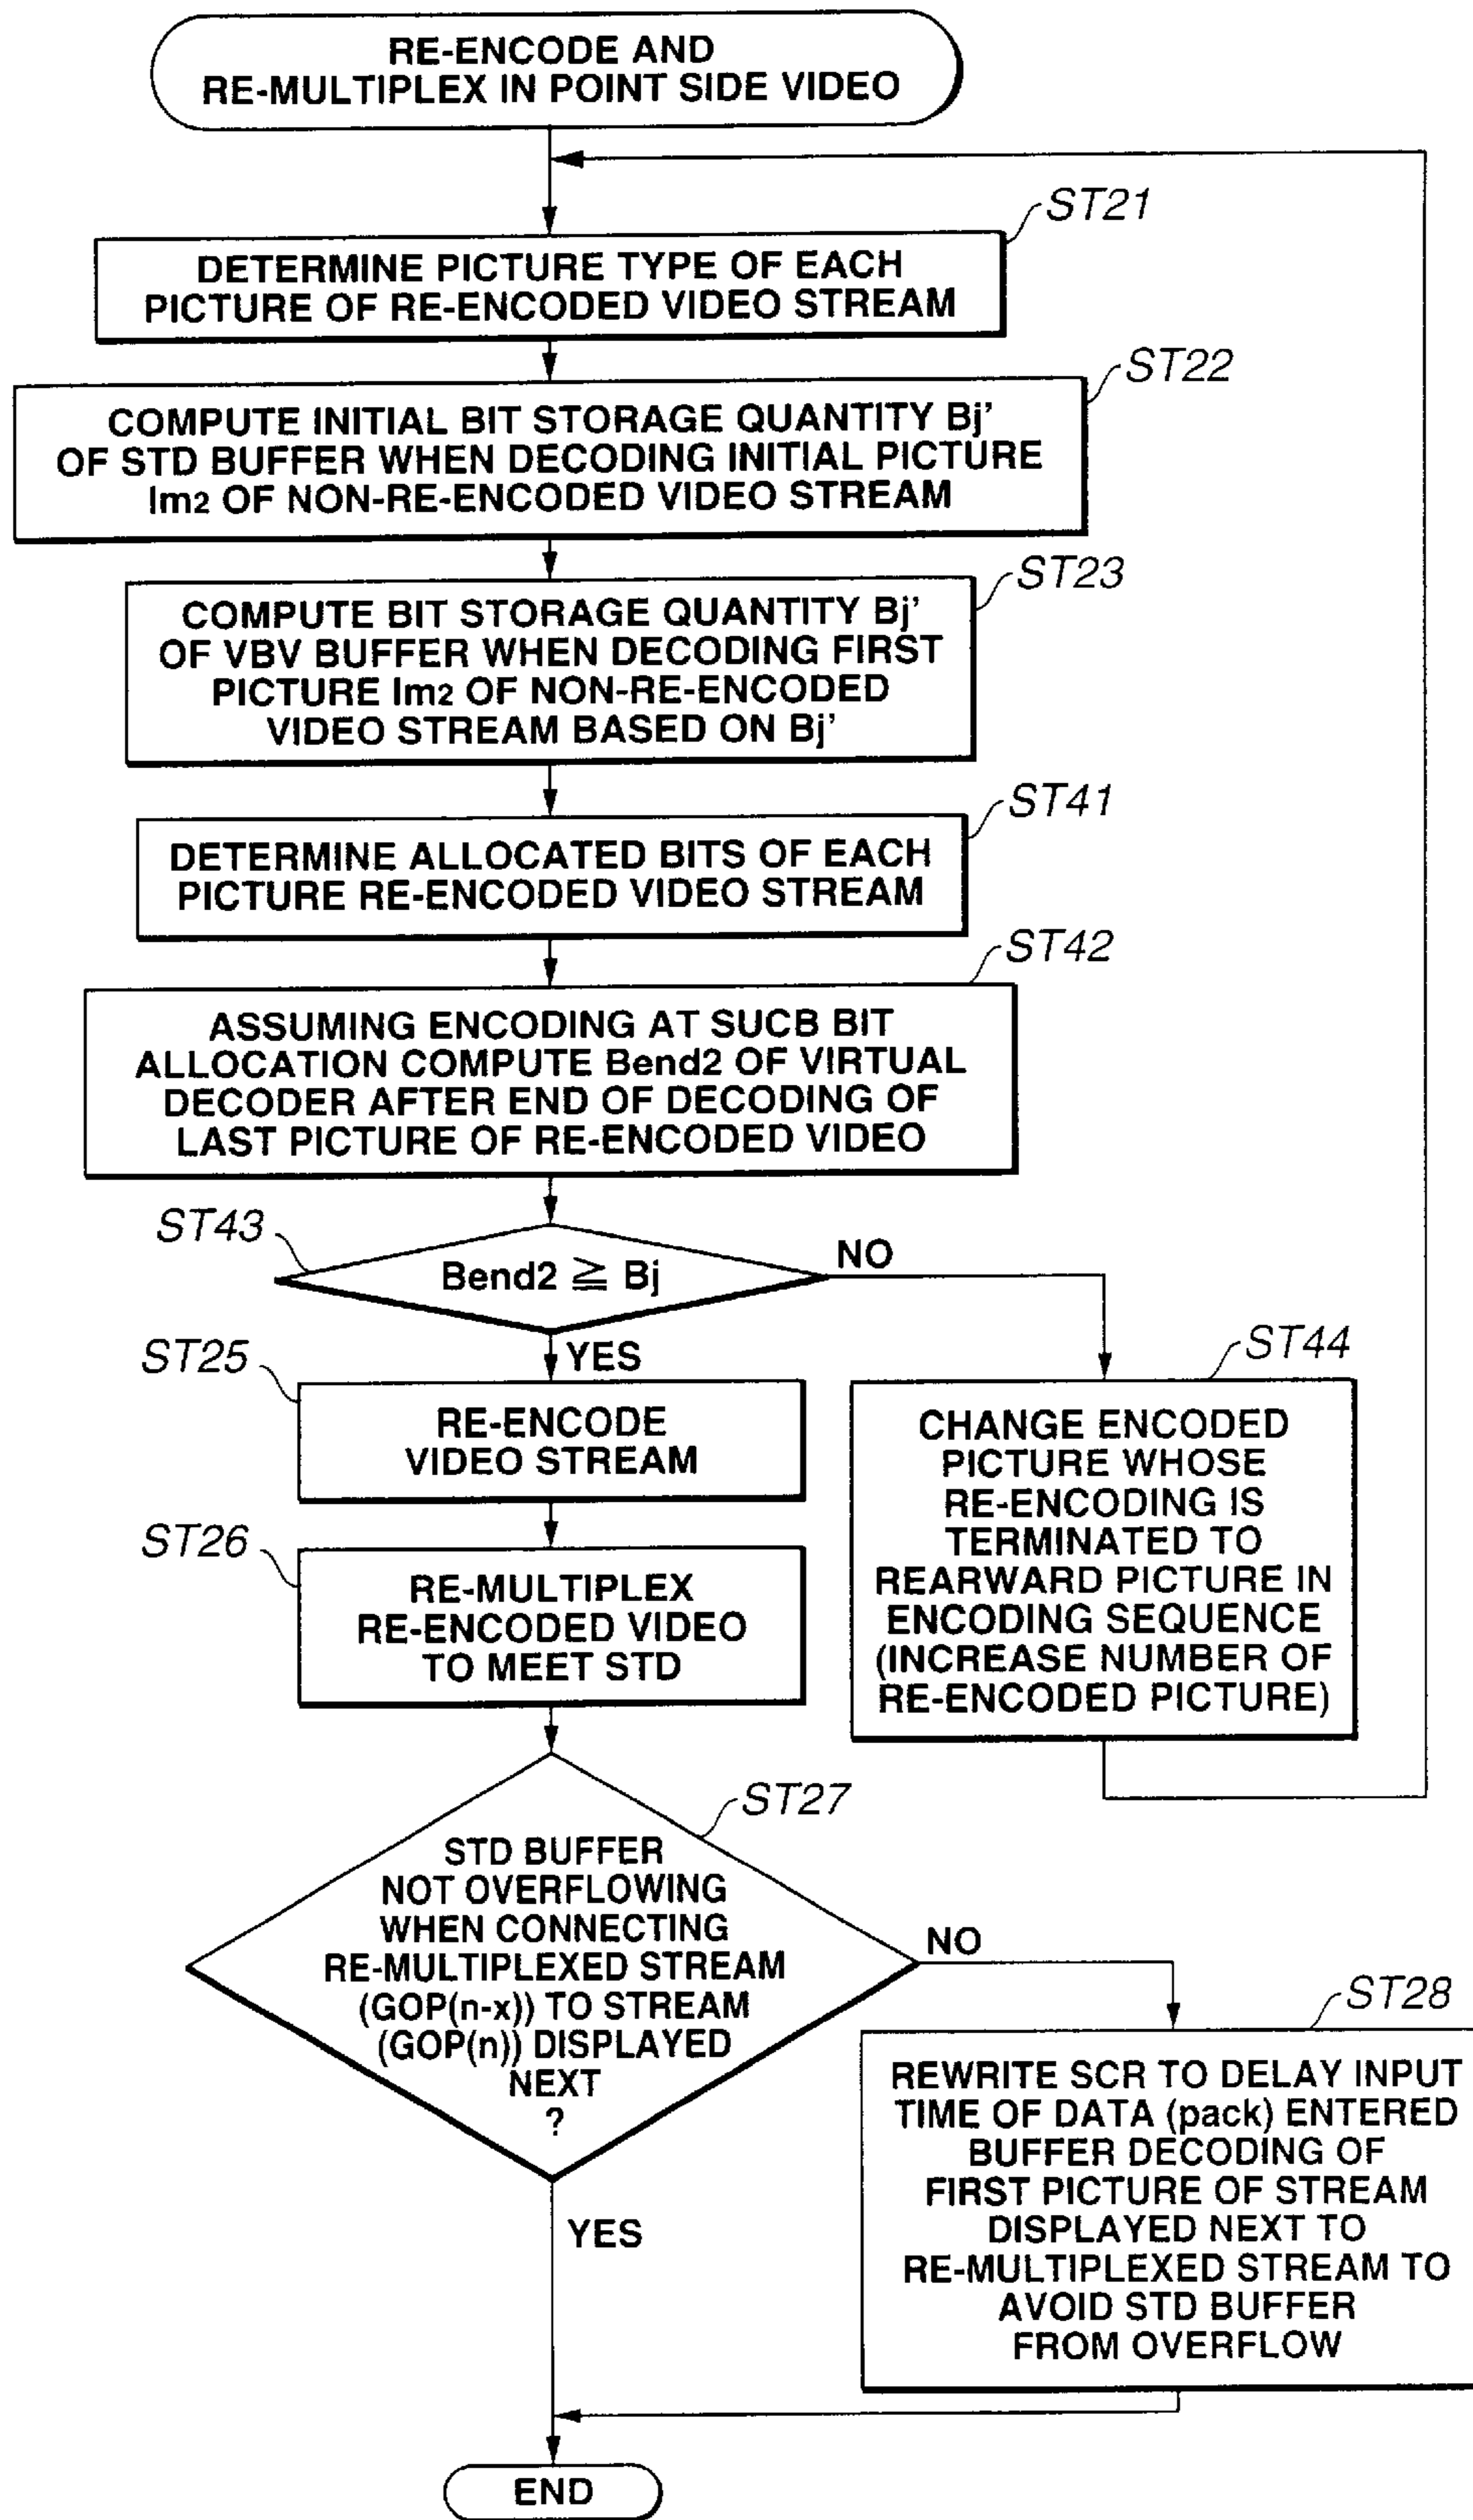 RE-ENCODE AND
RE-MULTIPLEX IN POINT SIDE VIDEO
ST21
DETERMINE PICTURE TYPE OF EACH
PICTURE OF RE-ENCODED VIDEO STREAM
ST22
COMPUTE INITIAL BIT STORAGE QUANTITY Bj'
OF STD BUFFER WHEN DECODING INITIAL PICTURE
Im2 OF NON-RE-ENCODED VIDEO STREAM
ST23
COMPUTE BIT STORAGE QUANTITY Bj'
OF VBV BUFFER WHEN DECODING FIRST
PICTURE Im2 OF NON-RE-ENCODED
VIDEO STREAM BASED ON Bj'
ST41
DETERMINE ALLOCATED BITS OF EACH
PICTURE RE-ENCODED VIDEO STREAM
ST42
ASSUMING ENCODING AT SUCB BIT
ALLOCATION COMPUTE Bend2 OF VIRTUAL
DECODER AFTER END OF DECODING OF
LAST PICTURE OF RE-ENCODED VIDEO
ST43
Bend2 ≧ Bj
NO
YES
ST25
RE-ENCODE
VIDEO STREAM
ST44
CHANGE ENCODED
PICTURE WHOSE
RE-ENCODING IS
TERMINATED TO
REARWARD PICTURE IN
ENCODING SEQUENCE
(INCREASE NUMBER OF
RE-ENCODED PICTURE)
ST26
RE-MULTIPLEX
RE-ENCODED VIDEO
TO MEET STD
ST27
STD BUFFER
NOT OVERFLOWING
WHEN CONNECTING
RE-MULTIPLEXED STREAM
(GOP(n-x)) TO STREAM
(GOP(n)) DISPLAYED
NEXT
?
NO
YES
ST28
REWRITE SCR TO DELAY INPUT
TIME OF DATA (pack) ENTERED
BUFFER DECODING OF
FIRST PICTURE OF STREAM
DISPLAYED NEXT TO
RE-MULTIPLEXED STREAM TO
AVOID STD BUFFER
FROM OVERFLOW
END